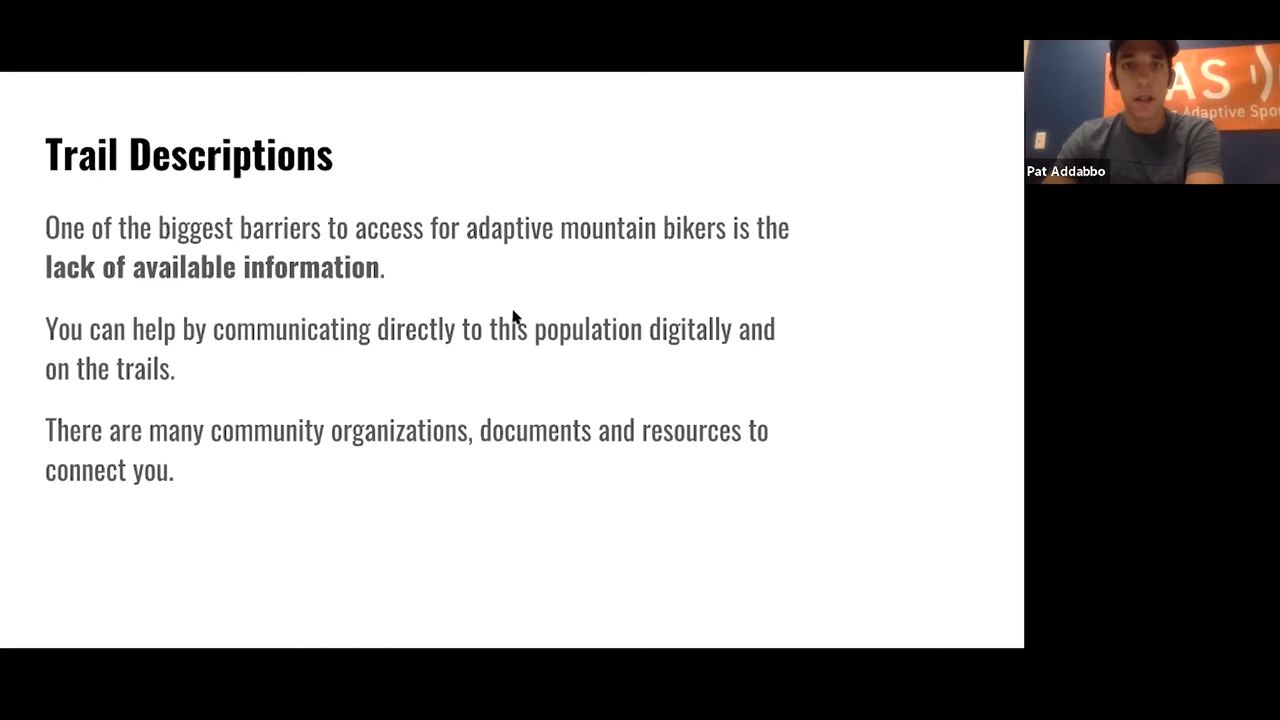 Trail Descriptions
One of the biggest barriers to access for adaptive mountain bikers is the
lack of available information.
You can help by communicating directly to this population digitally and
on the trails.
There are many community organizations, documents and resources to
connect you.
AS
Adaptive
Pat Addabbo